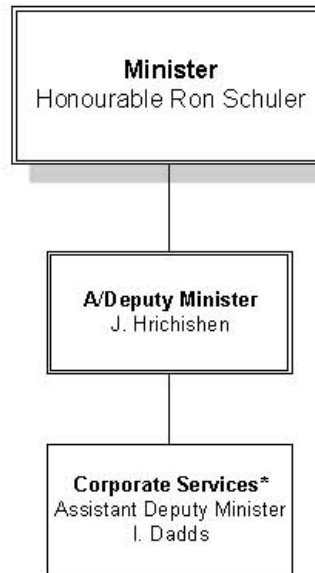 Minister
Honourable Ron Schuler
A/Deputy Minister
J. Hrichishen
Corporate Services*
Assistant Deputy Minister
I. Dadds